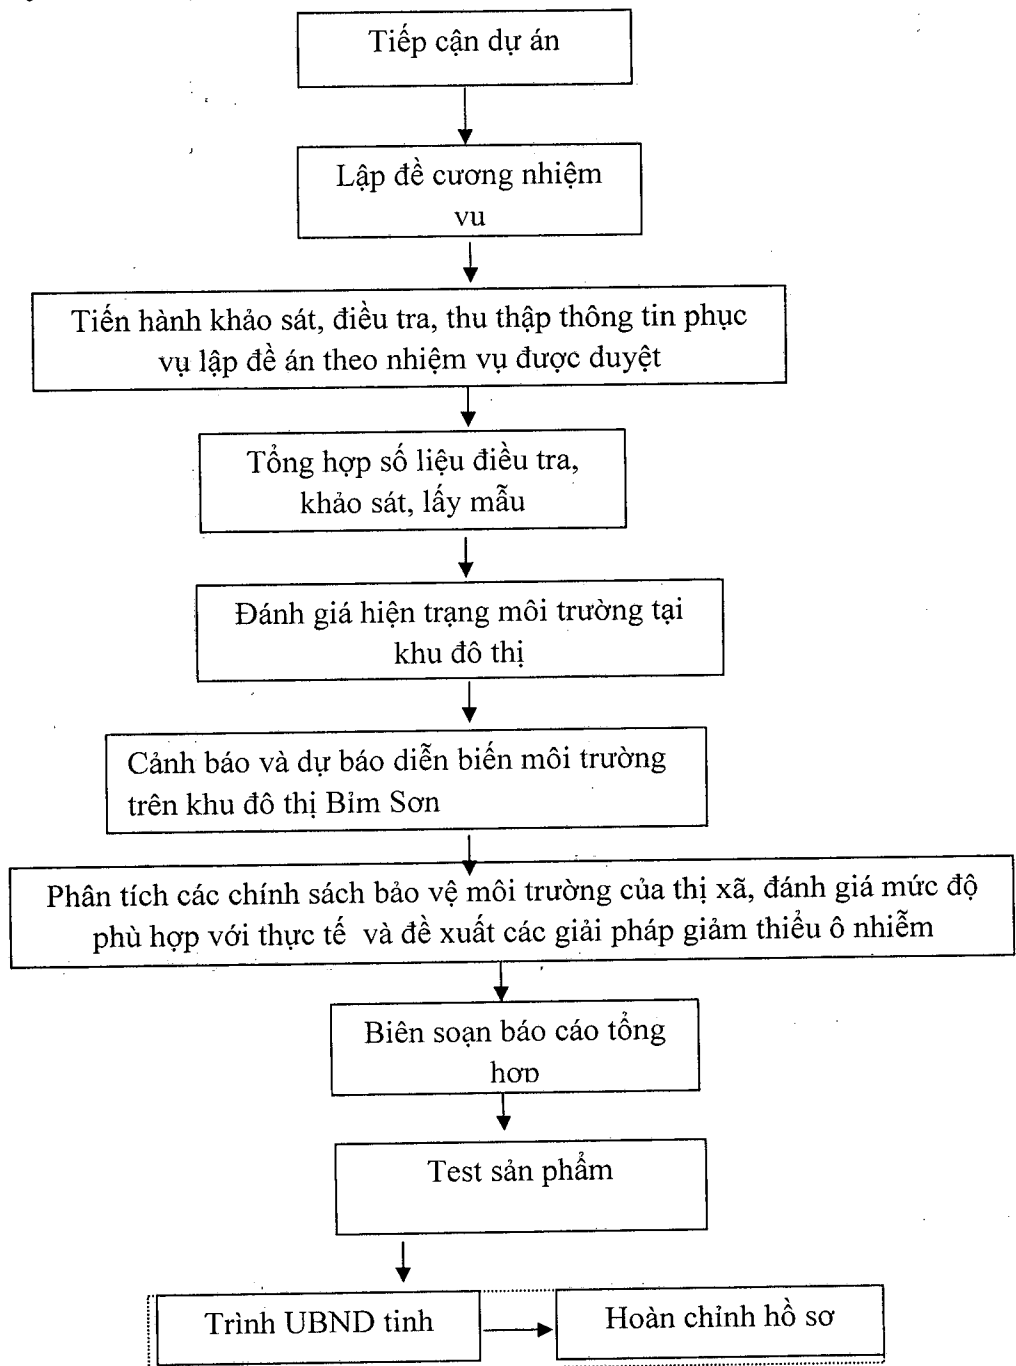 Tiếp cận dự án
Lập đề cương nhiệm
vu
Tiến hành khảo sát, điều tra, thu thập thông tin phục
vụ lập đề án theo nhiệm vụ được duyệt
Tổng hợp số liệu điều tra,
khảo sát, lấy mẫu
Đánh giá hiện trạng môi trường tại
khu đô thị
Cảnh báo và dự báo diễn biến môi trường
trên khu đô thị Bỉm Sơn
Phân tích các chính sách bảo vệ môi trường của thị xã, đánh giá mức độ
phù hợp với thực tế và đề xuất các giải pháp giảm thiểu ô nhiễm
Biên soạn báo cáo tổng
hợp
Test sản phẩm
Trình UBND tinh
Hoàn chỉnh hồ sơ